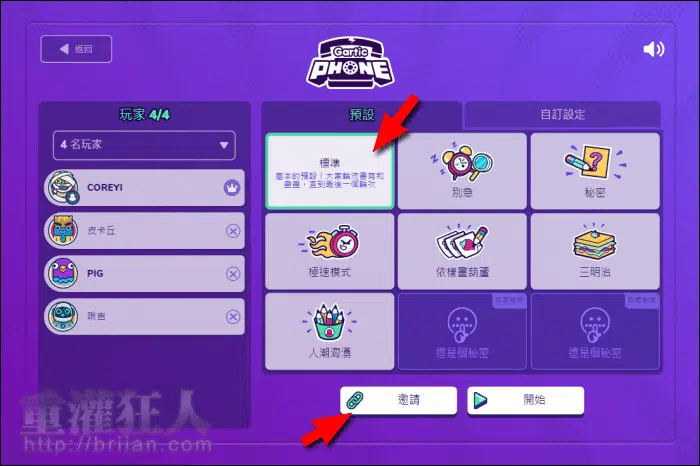 返回
Gartic
PHONE
玩家 4/4
4 名玩家
COREYI
皮卡丘
PIG
啾吉
預設
自訂設定
標準
基本的預設！大家輪流書寫和
畫畫，直到最後一個輪次
別急
秘密
極速模式
依樣畫葫蘆
三明治
人潮洶湧
這是個秘密
這是個秘密
邀請
開始
重灌狂人
http://briian.com